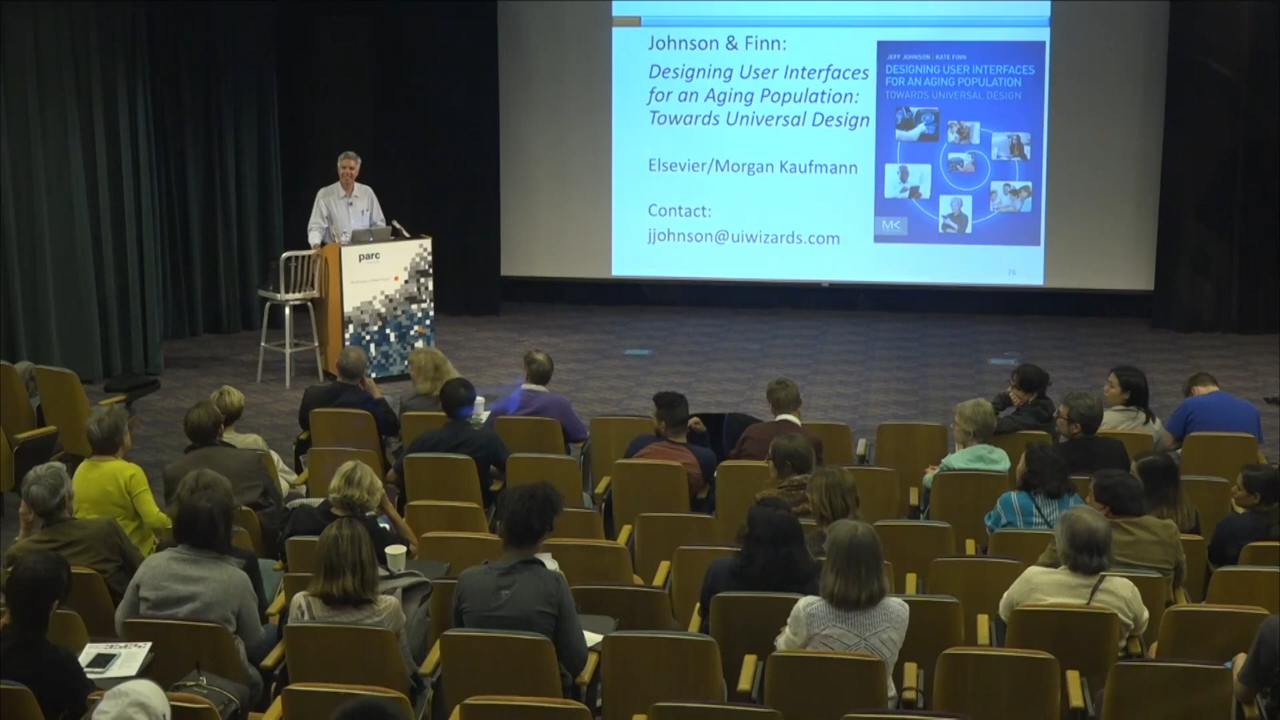 Johnson & Finn:
Designing User Interfaces
for an Aging Population:
Towards Universal Design
Elsevier/Morgan Kaufmann
Contact:
jjohnson@uiwizards.com
JEFF JOHNSON | KATE FINN
DESIGNING USER INTERFACES
FOR AN AGING POPULATION
TOWARDS UNIVERSAL DESIGN
MK
76
parc